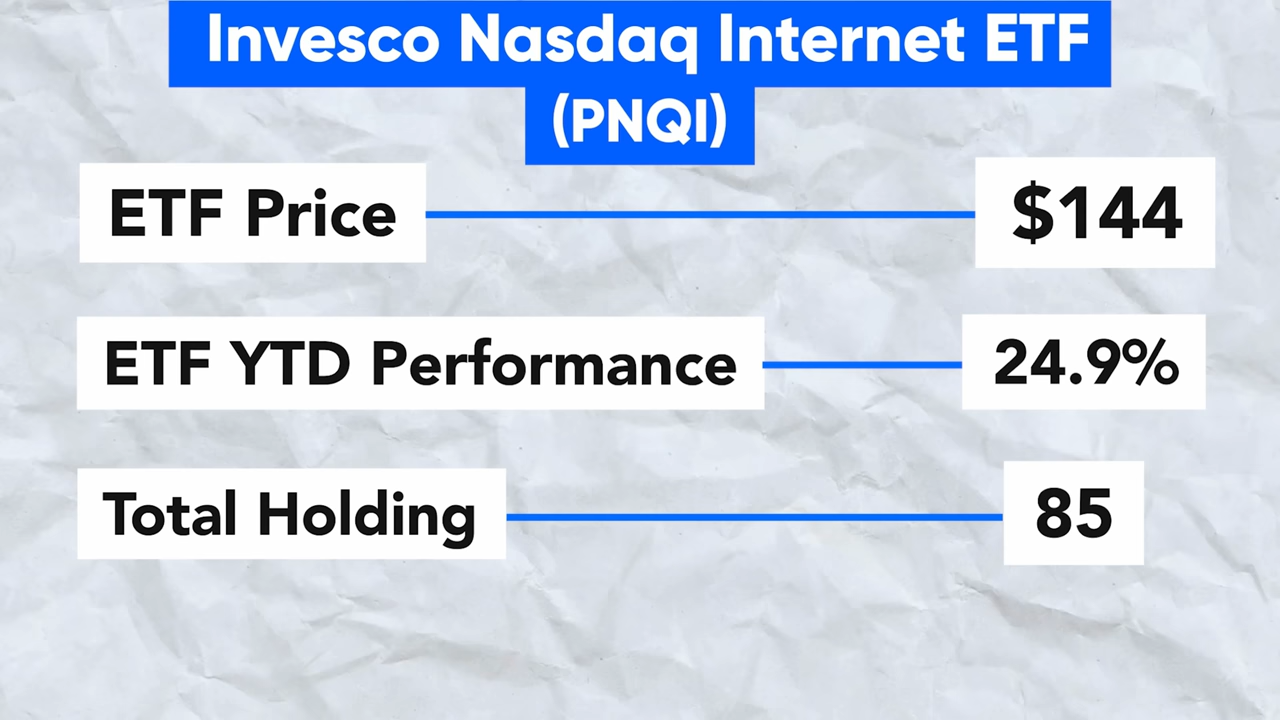 Invesco Nasdaq Internet ETF
(PNQI)
ETF Price $144
ETF YTD Performance 24.9%
Total Holding 85